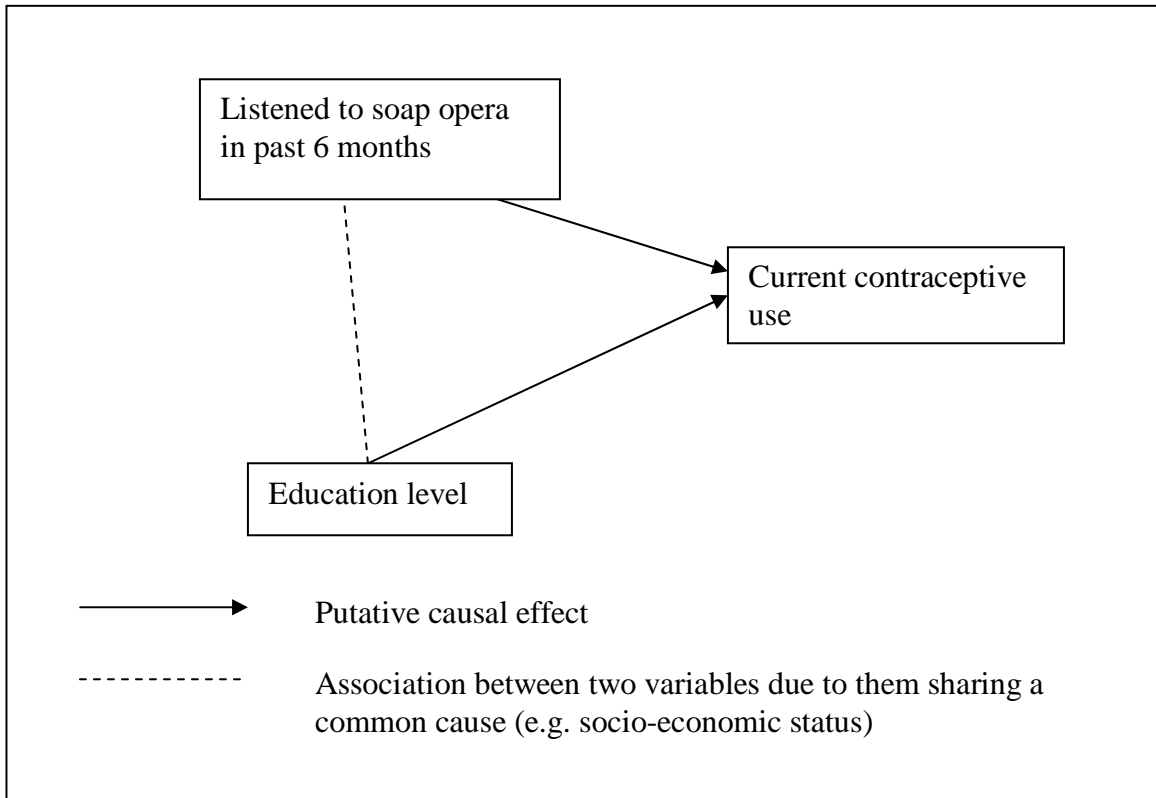 Listened to soap opera
in past 6 months
Current contraceptive
use
Education level
Putative causal effect
Association between two variables due to them sharing a
common cause (e.g. socio-economic status)